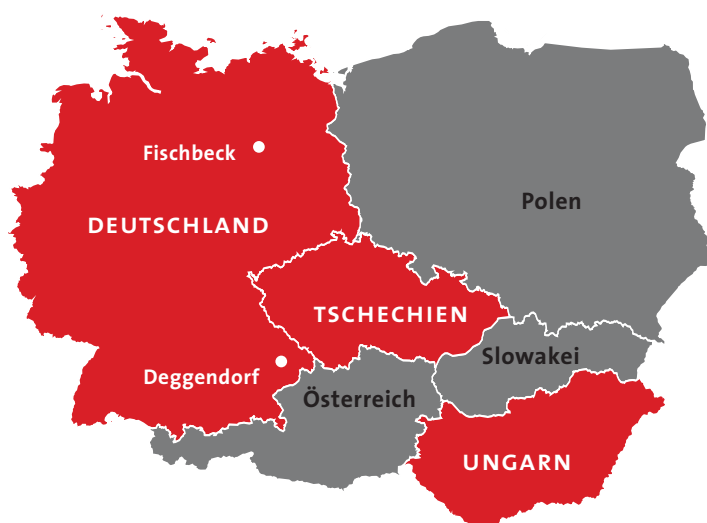 Fischbeck
Polen
DEUTSCHLAND
TSCHECHIEN
Slowakei
Deggendorf
Österreich
UNGARN